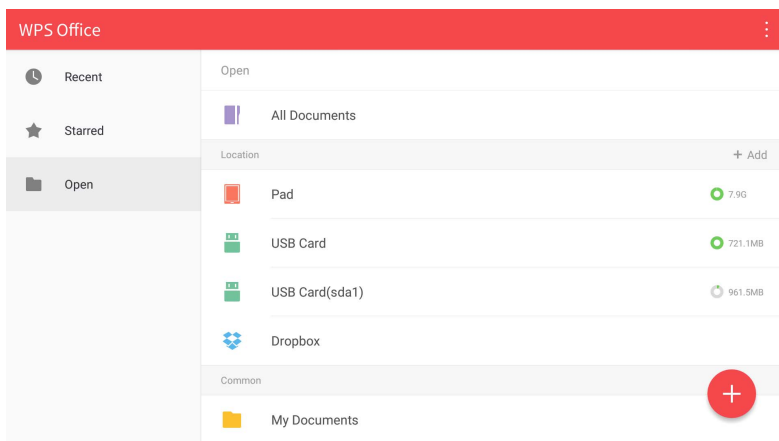 WPS Office
Recent
Starred
Open
Open
All Documents
Location
+ Add
Pad
7.9G
USB Card
721.1MB
USB Card(sda1)
961.5MB
Dropbox
Common
My Documents